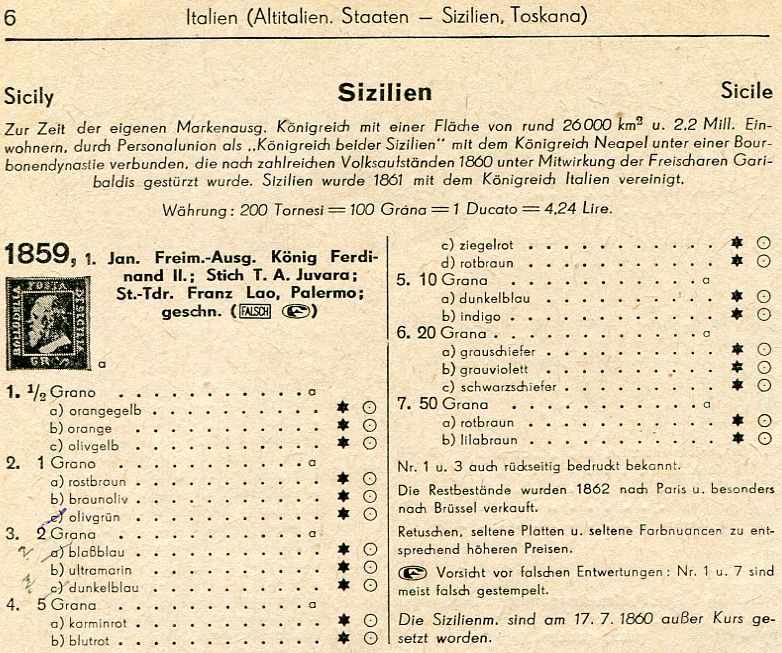 6
Italien (Altitalien. Staaten — Sizilien, Toskana)
Sicily
Sizilien
Sicile
Zur Zeit der eigenen Markenausg. Königreich mit einer Fläche von rund 26000 km² u. 2,2 Mill. Ein-
wohnern, durch Personalunion als „Königreich beider Sizilien" mit dem Königreich Neapel unter einer Bour-
bonendynastie verbunden, die nach zahlreichen Volksaufständen 1860 unter Mitwirkung der Freischaren Gari-
baldis gestürzt wurde. Sizilien wurde 1861 mit dem Königreich Italien vereinigt.
Währung: 200 Tornesi = 100 Grána = 1 Ducato = 4,24 Lire.
1859, 1. Jan. Freim.-Ausg. König Ferdi-
nand II.; Stich T. A. Juvara;
St.-Tdr. Franz Lao, Palermo;
geschn. (FALSCH)
POSTA
GR
a
1. ½ Grano . . . . . . . . . . a
a) orangegelb . . . . . . . . . ✷ ⊙
b) orange . . . . . . . . . . ✷ ⊙
c) olivgelb . . . . . . . . . . ✷ ⊙
2. 1 Grano . . . . . . . . . . a
a) rostbraun . . . . . . . . . ✷ ⊙
b) braunoliv . . . . . . . . . ✷ ⊙
c) olivgrün . . . . . . . . . . ✷ ⊙
3. 2 Grana . . . . . . . . . . a
a) blaßblau . . . . . . . . . . ✷ ⊙
b) ultramarin . . . . . . . . . ✷ ⊙
c) dunkelblau . . . . . . . . . ✷ ⊙
4. 5 Grana . . . . . . . . . . a
a) karminrot . . . . . . . . . ✷ ⊙
b) blutrot . . . . . . . . . . ✷ ⊙
c) ziegelrot . . . . . . . . . . ✷ ⊙
d) rotbraun . . . . . . . . . . ✷ ⊙
5. 10 Grana . . . . . . . . . . a
a) dunkelblau . . . . . . . . . ✷ ⊙
b) indigo . . . . . . . . . . ✷ ⊙
6. 20 Grana . . . . . . . . . . a
a) grauschiefer . . . . . . . . ✷ ⊙
b) grauviolett . . . . . . . . . ✷ ⊙
c) schwarzschiefer . . . . . . . ✷ ⊙
7. 50 Grana . . . . . . . . . . a
a) rotbraun . . . . . . . . . . ✷ ⊙
b) lilabraun . . . . . . . . . . ✷ ⊙
Nr. 1 u. 3 auch rückseitig bedruckt bekannt.
Die Restbestände wurden 1862 nach Paris u. besonders
nach Brüssel verkauft.
Retuschen, seltene Platten u. seltene Farbnuancen zu ent-
sprechend höheren Preisen.
Vorsicht vor falschen Entwertungen: Nr. 1 u. 7 sind
meist falsch gestempelt.
Die Sizilienm. sind am 17. 7. 1860 außer Kurs ge-
setzt worden.